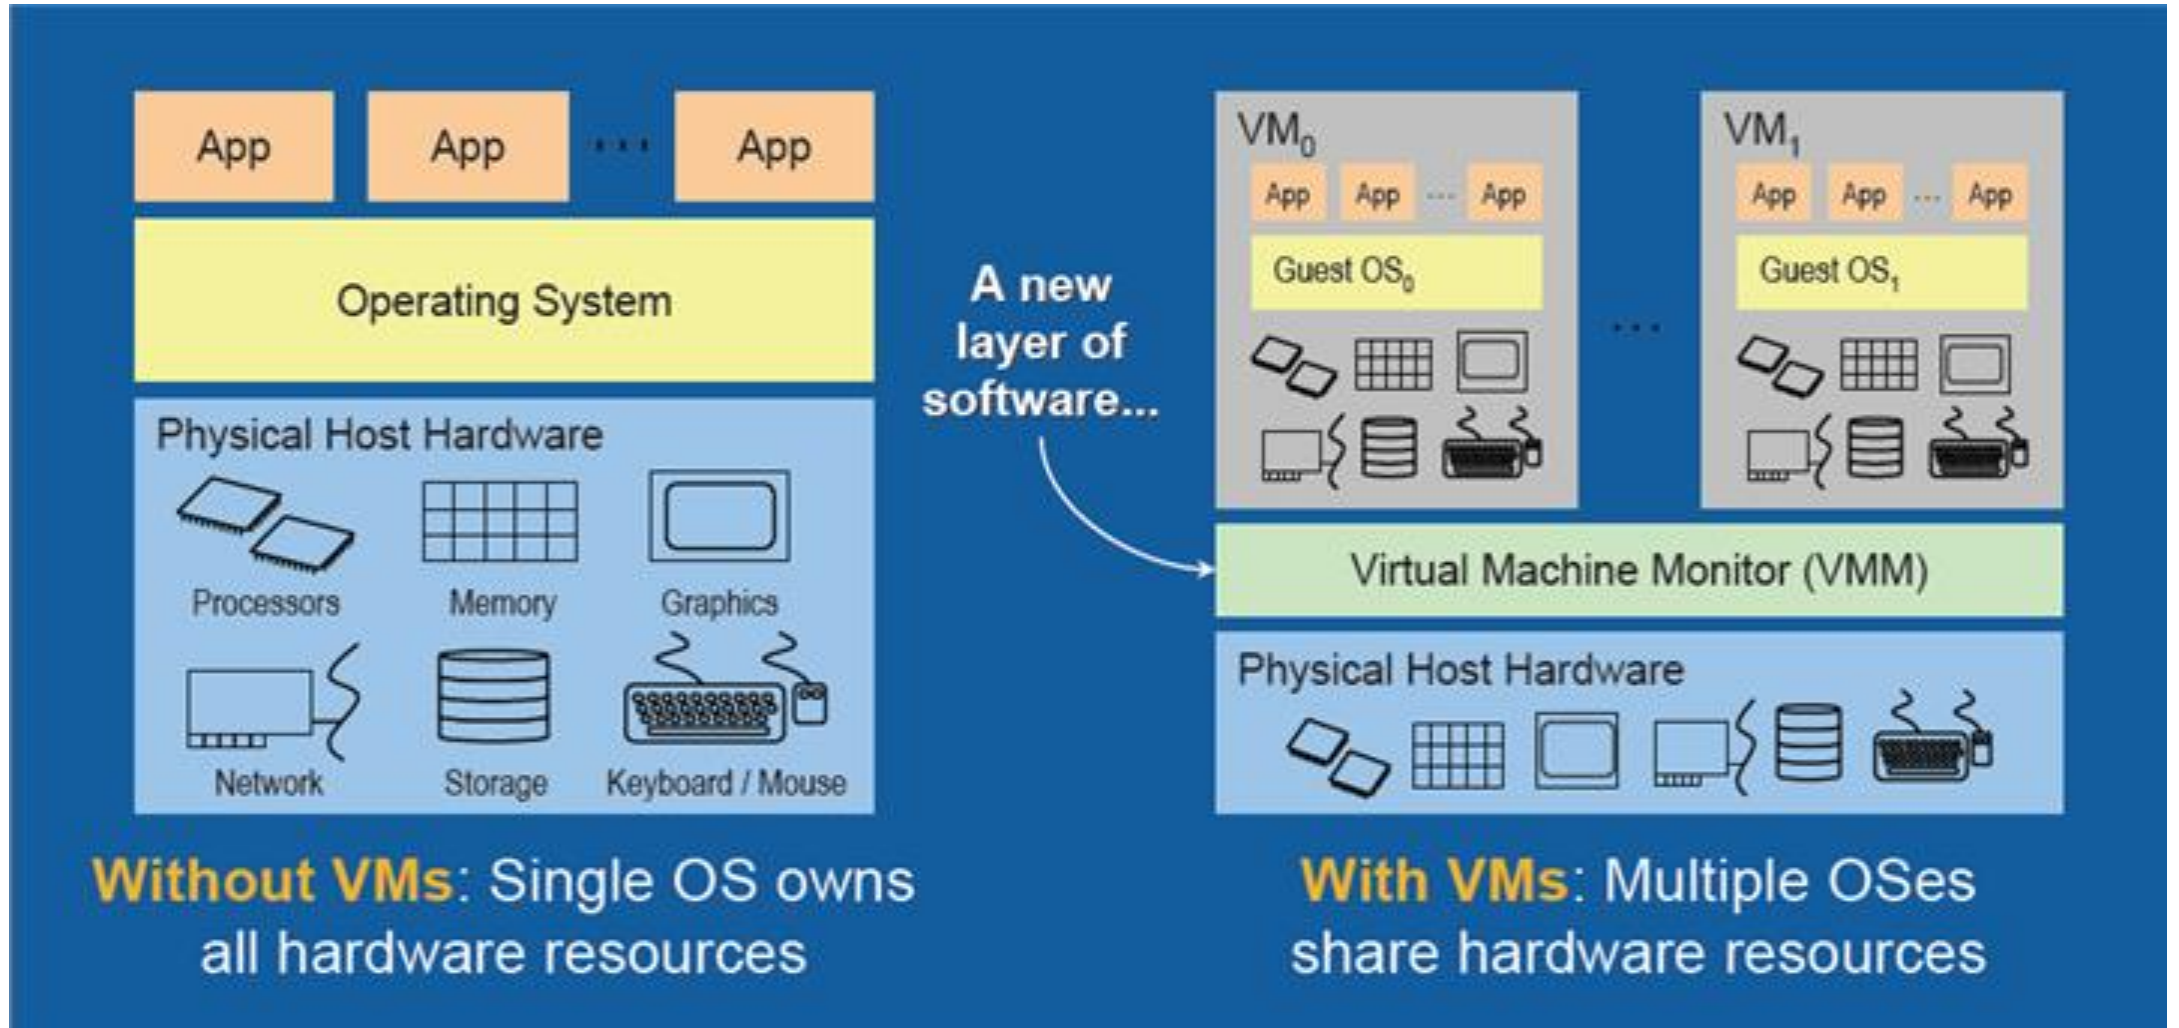 App
App
...
App
Operating System
Physical Host Hardware
Processors
Memory
Graphics
Network
Storage
Keyboard / Mouse
Without VMs: Single OS owns
all hardware resources
A new
layer of
software...
VM₀
App
App
...
App
Guest OS₀
...
VM₁
App
App
...
App
Guest OS₁
Virtual Machine Monitor (VMM)
Physical Host Hardware
With VMs: Multiple OSes
share hardware resources